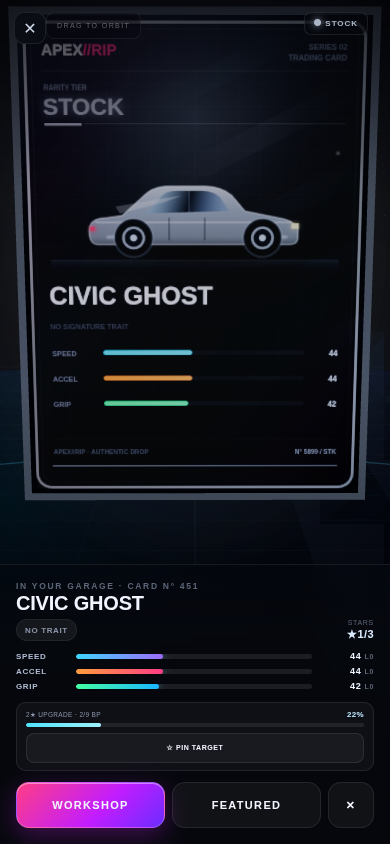 ✕
DRAG TO ORBIT
STOCK
APEX//RIP
SERIES 02
TRADING CARD
RARITY TIER
STOCK
CIVIC GHOST
NO SIGNATURE TRAIT
SPEED 44
ACCEL 44
GRIP 42
APEX//RIP · AUTHENTIC DROP N° 5899 / STK
IN YOUR GARAGE · CARD N° 451
CIVIC GHOST
NO TRAIT
STARS
★1/3
SPEED 44 L0
ACCEL 44 L0
GRIP 42 L0
2★ UPGRADE · 2/9 BP 22%
☆ PIN TARGET
WORKSHOP
FEATURED
✕